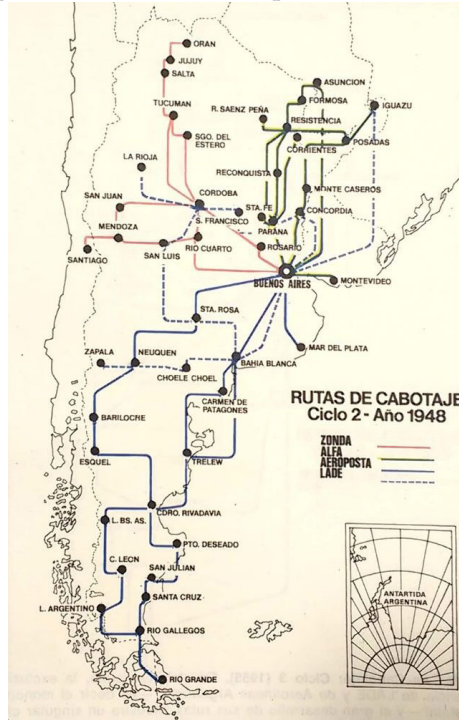 ORAN
JUJUY
SALTA
ASUNCION
FORMOSA
IGUAZU
TUCUMAN
R. SAENZ PEÑA
RESISTENCIA
SGO. DEL
ESTERO
CORRIENTES
POSADAS
LA RIOJA
RECONQUISTA
MONTE CASEROS
SAN JUAN
CORDOBA
STA. FE
CONCORDIA
S. FRANCISCO
PARANA
MENDOZA
RIO CUARTO
ROSARIO
SANTIAGO
SAN LUIS
BUENOS AIRES
MONTEVIDEO
STA. ROSA
MAR DEL PLATA
ZAPALA
NEUQUEN
BAHIA BLANCA
CHOELE CHOEL
CARMEN DE
PATAGONES
RUTAS DE CABOTAJE
Ciclo 2 - Año 1948
BARILOCHE
ZONDA
ALFA
AEROPOSTA
LADE
ESQUEL
TRELEW
CDRO. RIVADAVIA
L. BS. AS.
PTO. DESEADO
C. LEON
SAN JULIAN
SANTA CRUZ
L. ARGENTINO
ANTARTIDA
ARGENTINA
RIO GALLEGOS
RIO GRANDE